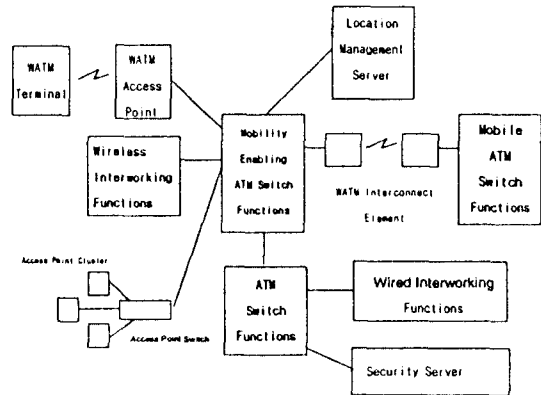 WATM
Terminal
WATM
Access
Point
Location
Management
Server
Wireless
Interworking
Functions
Mobility
Enabling
ATM Switch
Functions
WATM Interconnect
Element
Mobile
ATM
Switch
Functions
Access Point Cluster
Access Point Switch
ATM
Switch
Functions
Wired Interworking
Functions
Security Server